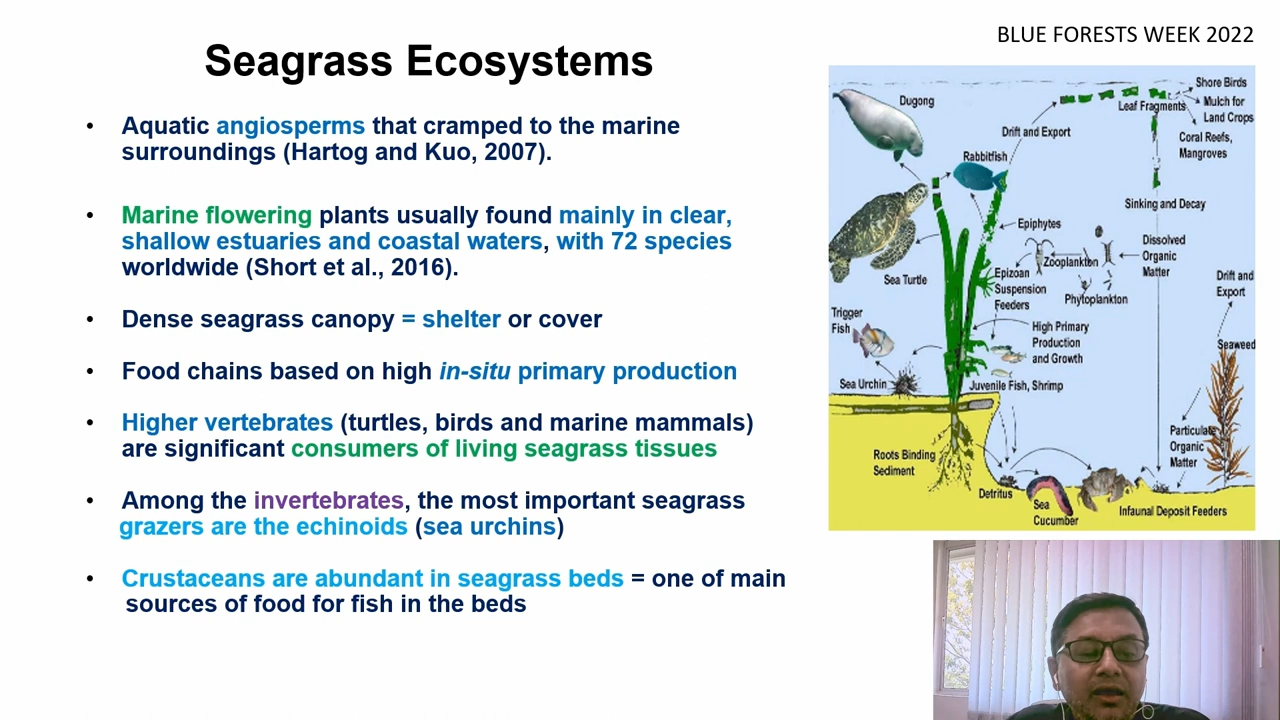 BLUE FORESTS WEEK 2022
Seagrass Ecosystems
• Aquatic angiosperms that cramped to the marine
surroundings (Hartog and Kuo, 2007).
• Marine flowering plants usually found mainly in clear,
shallow estuaries and coastal waters, with 72 species
worldwide (Short et al., 2016).
• Dense seagrass canopy = shelter or cover
• Food chains based on high in-situ primary production
• Higher vertebrates (turtles, birds and marine mammals)
are significant consumers of living seagrass tissues
• Among the invertebrates, the most important seagrass
grazers are the echinoids (sea urchins)
• Crustaceans are abundant in seagrass beds = one of main
sources of food for fish in the beds
Dugong
Shore Birds
Leaf Fragments
Mulch for
Land Crops
Drift and Export
Coral Reefs,
Mangroves
Rabbitfish
Sinking and Decay
Epiphytes
Zooplankton
Dissolved
Organic
Matter
Sea Turtle
Epizoan
Suspension
Feeders
Phytoplankton
Drift and
Export
Trigger
Fish
High Primary
Production
and Growth
Seaweed
Sea Urchin
Juvenile Fish, Shrimp
Particulate
Organic
Matter
Roots Binding
Sediment
Detritus
Sea
Cucumber
Infaunal Deposit Feeders